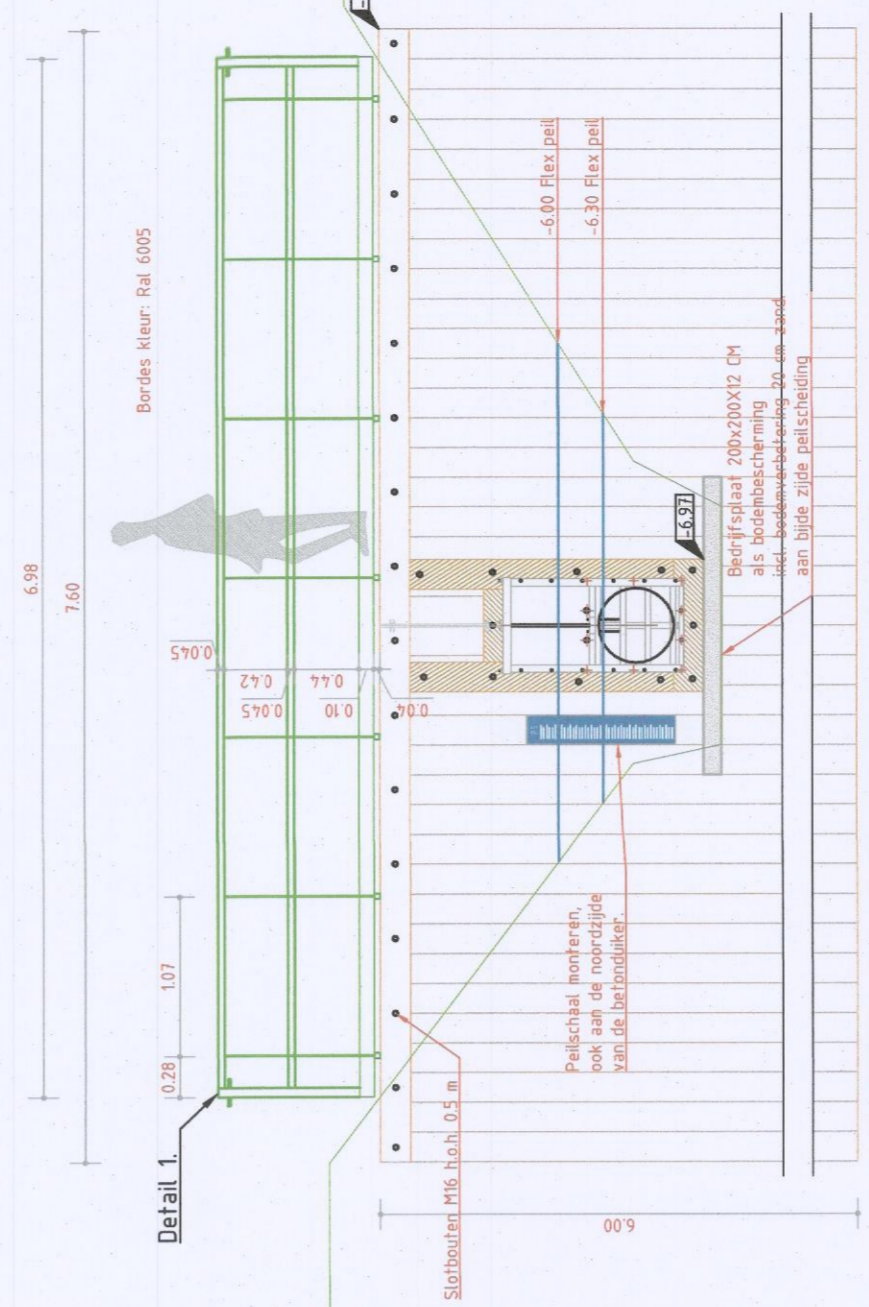 6.98
7.60
Bordes kleur: Ral 6005
0.28
1.07
0.045
0.42
0.045
0.44
0.10
0.04
Detail 1.
-6.00 Flex peil
-6.30 Flex peil
-6.97
Slotbouten M16 h.o.h. 0.5 m
Peilschaal monteren,
ook aan de noordzijde
van de betonduiker.
Bedrijfsplaat 200x200X12 CM
als bodembescherming
incl. bodemverbetering 20 cm zand
aan bijde zijde peilscheiding
6.00